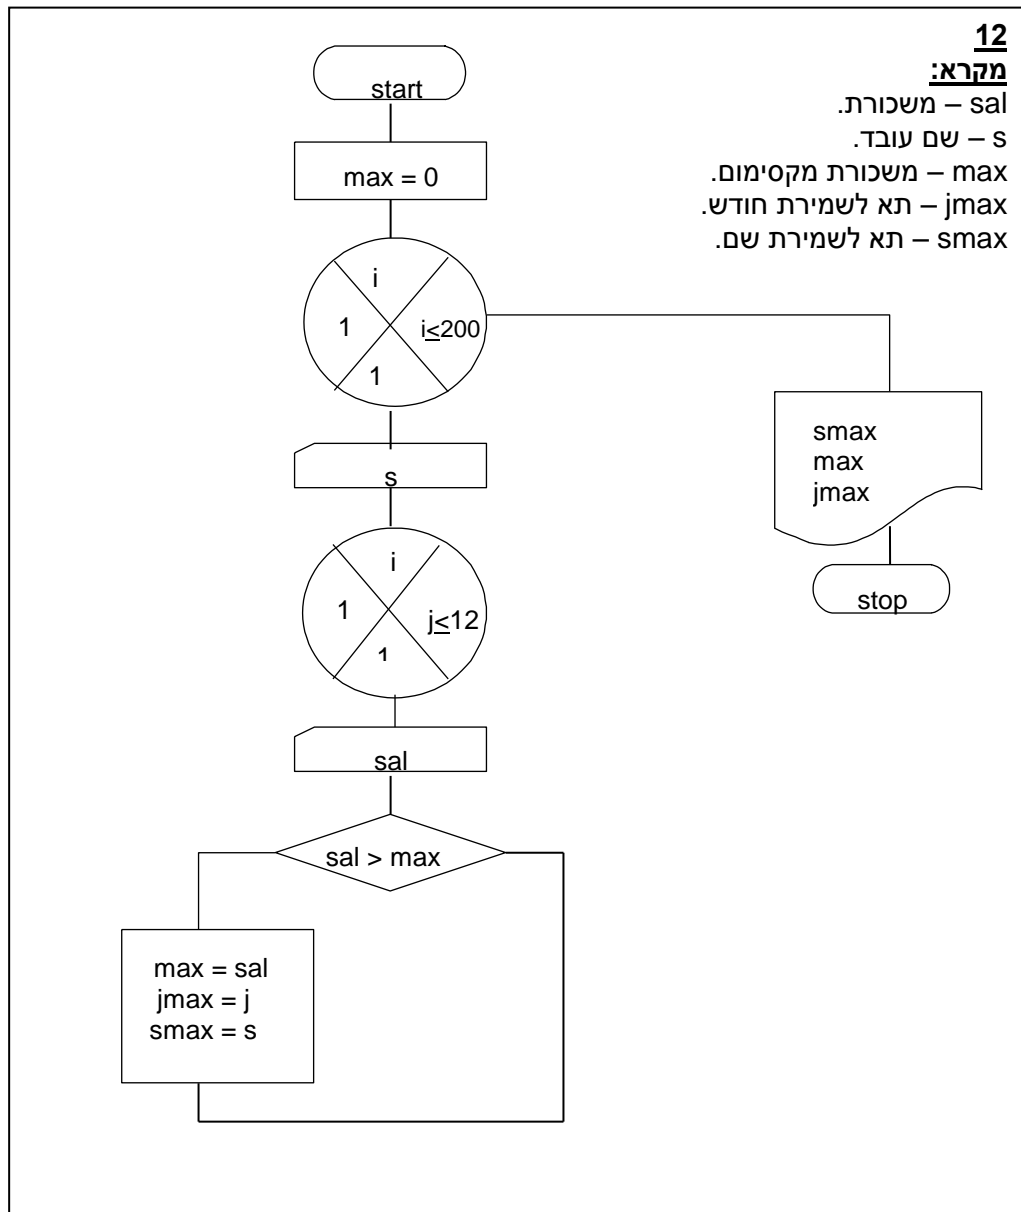 12
מקרא:
sal – משכורת.
s – שם עובד.
max – משכורת מקסימום.
jmax – תא לשמירת חודש.
smax – תא לשמירת שם.
start
max = 0
i
1
i≤200
1
s
i
1
j≤12
1
sal
sal > max
max = sal
jmax = j
smax = s
smax
max
jmax
stop